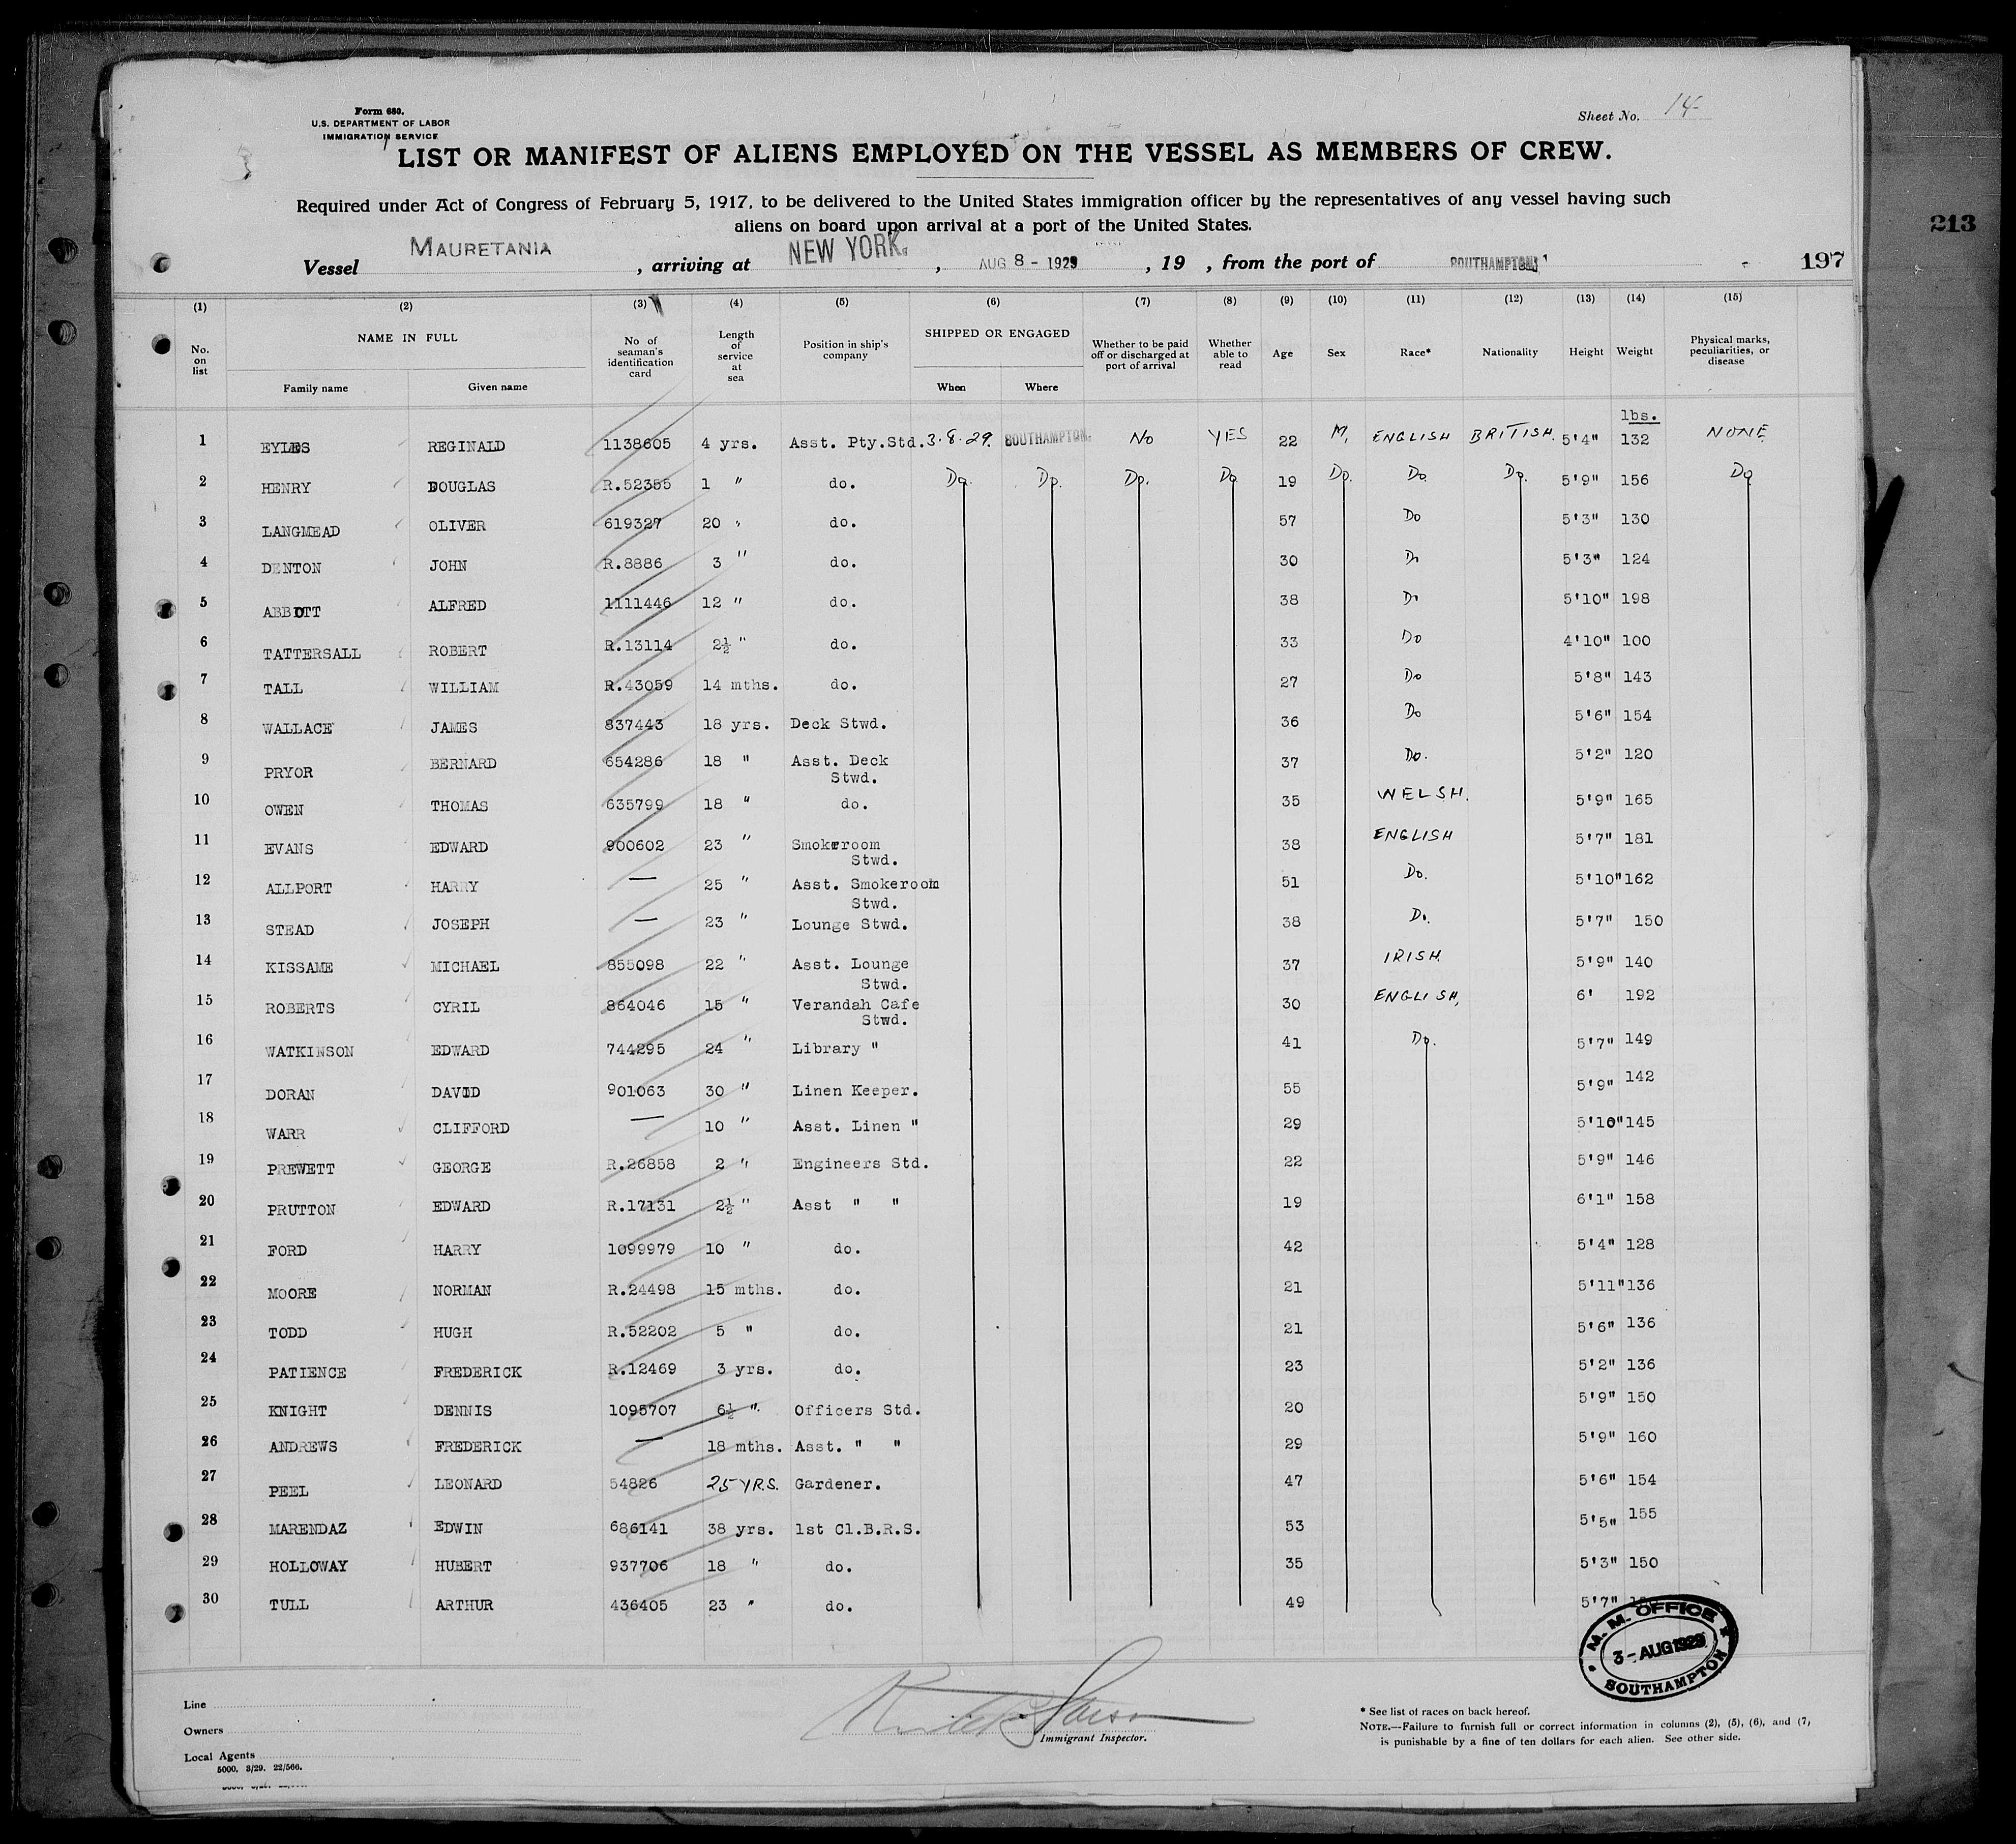 Form 680.
U.S. DEPARTMENT OF LABOR
IMMIGRATION SERVICE
Sheet No. 14
LIST OR MANIFEST OF ALIENS EMPLOYED ON THE VESSEL AS MEMBERS OF CREW.
Required under Act of Congress of February 5, 1917, to be delivered to the United States immigration officer by the representatives of any vessel having such
aliens on board upon arrival at a port of the United States.
213
Vessel MAURETANIA, arriving at NEW YORK, AUG 8 - 1929, 19 , from the port of SOUTHAMPTON 197
(1) (2) (3) (4) (5) (6) (7) (8) (9) (10) (11) (12) (13) (14) (15)
No. on list NAME IN FULL Family name Given name No of seaman's identification card Length of service at sea Position in ship's company SHIPPED OR ENGAGED When Where Whether to be paid off or discharged at port of arrival Whether able to read Age Sex Race* Nationality Height Weight Physical marks, peculiarities, or disease
lbs.
1 EYLES REGINALD 1138605 4 yrs. Asst. Pty.Std. 3.8.29. SOUTHAMPTON. No YES 22 M. ENGLISH BRITISH. 5'4" 132 NONE
2 HENRY DOUGLAS R.52355 1 " do. Do. Do. Do. Do 19 Do. Do. Do. 5'9" 156 Do
3 LANGMEAD OLIVER 619327 20 " do. 57 Do 5'3" 130
4 DENTON JOHN R.8886 3 " do. 30 Do 5'3" 124
5 ABBOTT ALFRED 1111446 12 " do. 38 Do 5'10" 198
6 TATTERSALL ROBERT R.13114 2½ " do. 33 Do 4'10" 100
7 TALL WILLIAM R.43059 14 mths. do. 27 Do 5'8" 143
8 WALLACE JAMES 837443 18 yrs. Deck Stwd. 36 Do 5'6" 154
9 PRYOR BERNARD 654286 18 " Asst. Deck Stwd. 37 Do. 5'2" 120
10 OWEN THOMAS 635799 18 " do. 35 WELSH. 5'9" 165
11 EVANS EDWARD 900602 23 " Smokeroom Stwd. 38 ENGLISH 5'7" 181
12 ALLPORT HARRY — 25 " Asst. Smokeroom Stwd. 51 Do. 5'10" 162
13 STEAD JOSEPH — 23 " Lounge Stwd. 38 Do. 5'7" 150
14 KISSAME MICHAEL 855098 22 " Asst. Lounge Stwd. 37 IRISH 5'9" 140
15 ROBERTS CYRIL 864046 15 " Verandah Cafe Stwd. 30 ENGLISH, 6' 192
16 WATKINSON EDWARD 744295 24 " Library " 41 Do. 5'7" 149
17 DORAN DAVID 901063 30 " Linen Keeper. 55 5'9" 142
18 WARR CLIFFORD — 10 " Asst. Linen " 29 5'10" 145
19 PREWETT GEORGE R.26858 2 " Engineers Std. 22 5'9" 146
20 PRUTTON EDWARD R.17131 2½ " Asst " " 19 6'1" 158
21 FORD HARRY 1099979 10 " do. 42 5'4" 128
22 MOORE NORMAN R.24498 15 mths. do. 21 5'11" 136
23 TODD HUGH R.52202 5 " do. 21 5'6" 136
24 PATIENCE FREDERICK R.12469 3 yrs. do. 23 5'2" 136
25 KNIGHT DENNIS 1095707 6½ ". Officers Std. 20 5'9" 150
26 ANDREWS FREDERICK — 18 mths. Asst. " " 29 5'9" 160
27 PEEL LEONARD 54826 25 YRS. Gardener. 47 5'6" 154
28 MARENDAZ EDWIN 686141 38 yrs. 1st Cl.B.R.S. 53 5'5" 155
29 HOLLOWAY HUBERT 937706 18 " do. 35 5'3" 150
30 TULL ARTHUR 436405 23 " do. 49 5'7"
M. M. OFFICE
3-AUG 1929
SOUTHAMPTON
Line
Owners
Local Agents
5000. 3/29. 22/566.
Immigrant Inspector.
* See list of races on back hereof.
NOTE.—Failure to furnish full or correct information in columns (2), (5), (6), and (7,
is punishable by a fine of ten dollars for each alien. See other side.